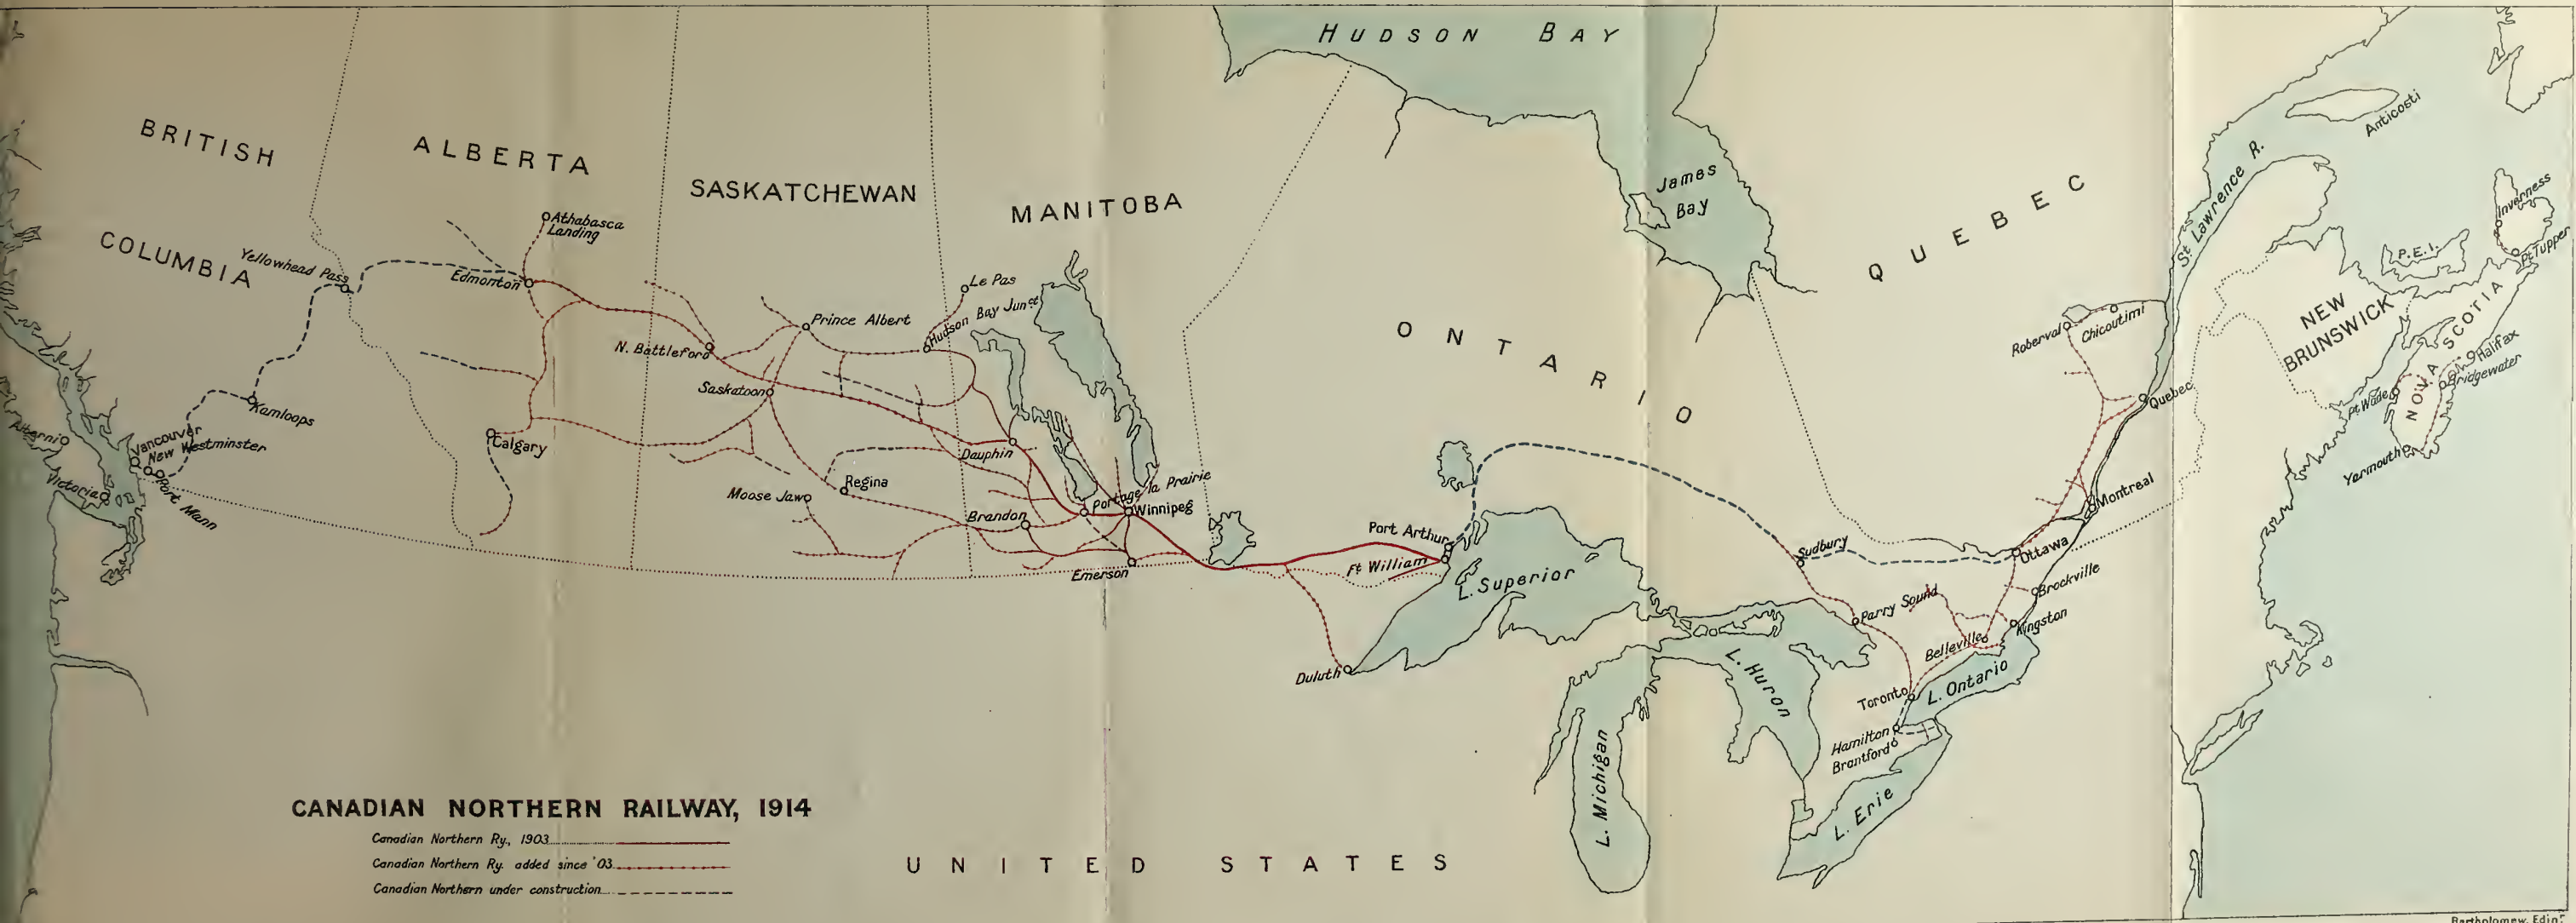 HUDSON BAY
BRITISH
COLUMBIA
ALBERTA
SASKATCHEWAN
MANITOBA
ONTARIO
QUEBEC
James
Bay
St Lawrence R.
Anticosti
Inverness
Pt Tupper
P.E.I.
NEW
BRUNSWICK
NOVA SCOTIA
Halifax
Bridgewater
Pt Wade
Yarmouth
Athabasca
Landing
Yellowhead Pass
Edmonton
Le Pas
Hudson Bay Junct
Prince Albert
N. Battleford
Saskatoon
Kamloops
Alberni
Vancouver
New Westminster
Port Mann
Victoria
Calgary
Dauphin
Regina
Moose Jaw
Brandon
Portage la Prairie
Winnipeg
Emerson
Port Arthur
Ft William
L. Superior
Duluth
Roberval
Chicoutimi
Quebec
Montreal
Ottawa
Sudbury
Brockville
Parry Sound
Kingston
Belleville
L. Huron
L. Ontario
Toronto
Hamilton
Brantford
L. Michigan
L. Erie
UNITED STATES
CANADIAN NORTHERN RAILWAY, 1914
Canadian Northern Ry., 1903
Canadian Northern Ry. added since '03
Canadian Northern under construction
Bartholomew, Edinr